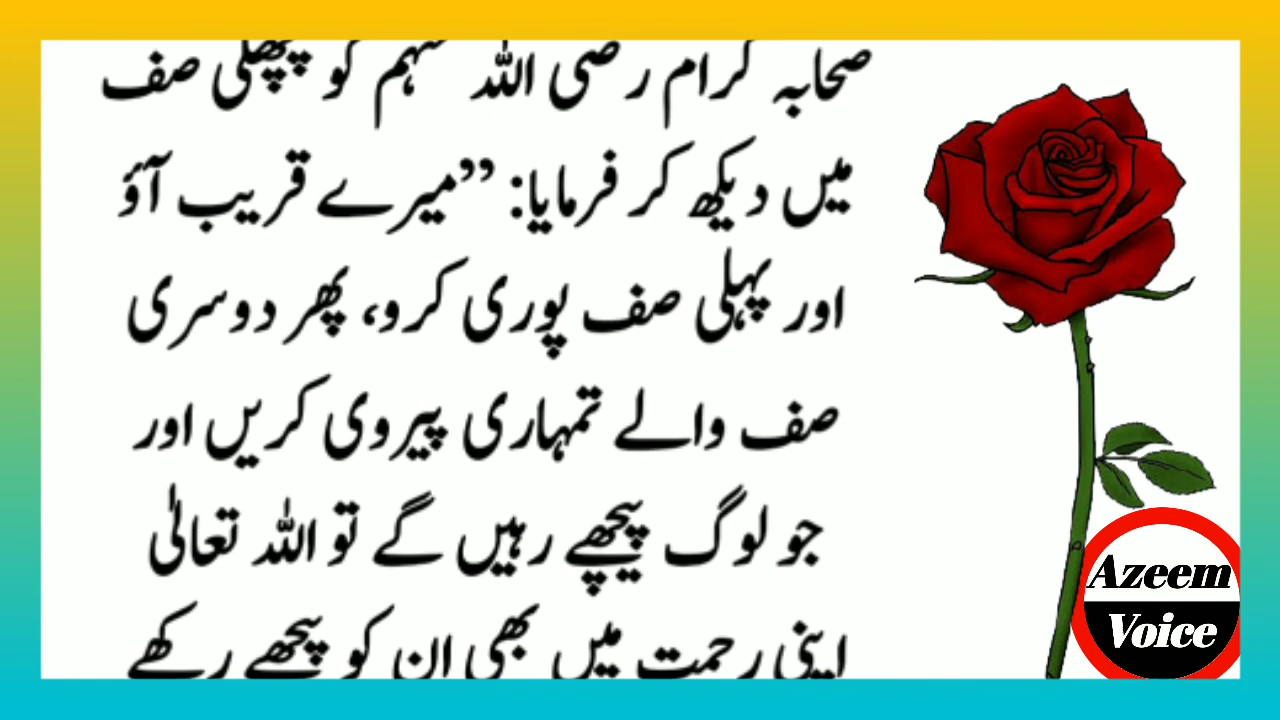 صحابہ کرام رضی اللہ عنہم کو پچھلی صف
میں دیکھ کر فرمایا: ”میرے قریب آؤ
اور پہلی صف پوری کرو، پھر دوسری
صف والے تمہاری پیروی کریں اور
جو لوگ پیچھے رہیں گے تو اللہ تعالیٰ
اپنی رحمت میں بھی ان کو پچھے رکھے
Azeem
Voice